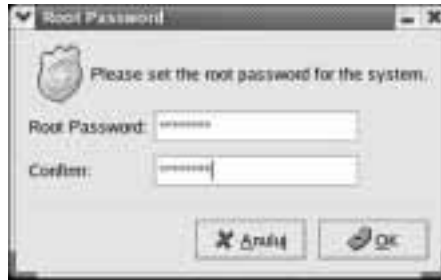 Root Password
Please set the root password for the system.
Root Password: ********
Confirm: ********
Anuluj OK